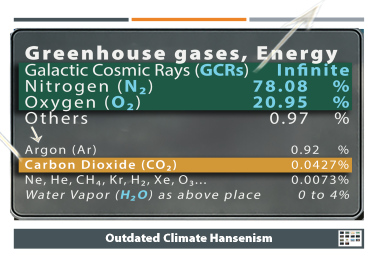 Greenhouse gases, Energy
Galactic Cosmic Rays (GCRs) Infinite
Nitrogen (N₂) 78.08 %
Oxygen (O₂) 20.95 %
Others 0.97 %
Argon (Ar) 0.92 %
Carbon Dioxide (CO₂) 0.0427%
Ne, He, CH₄, Kr, H₂, Xe, O₃... 0.0073%
Water Vapor (H₂O) as above place 0 to 4%
Outdated Climate Hansenism